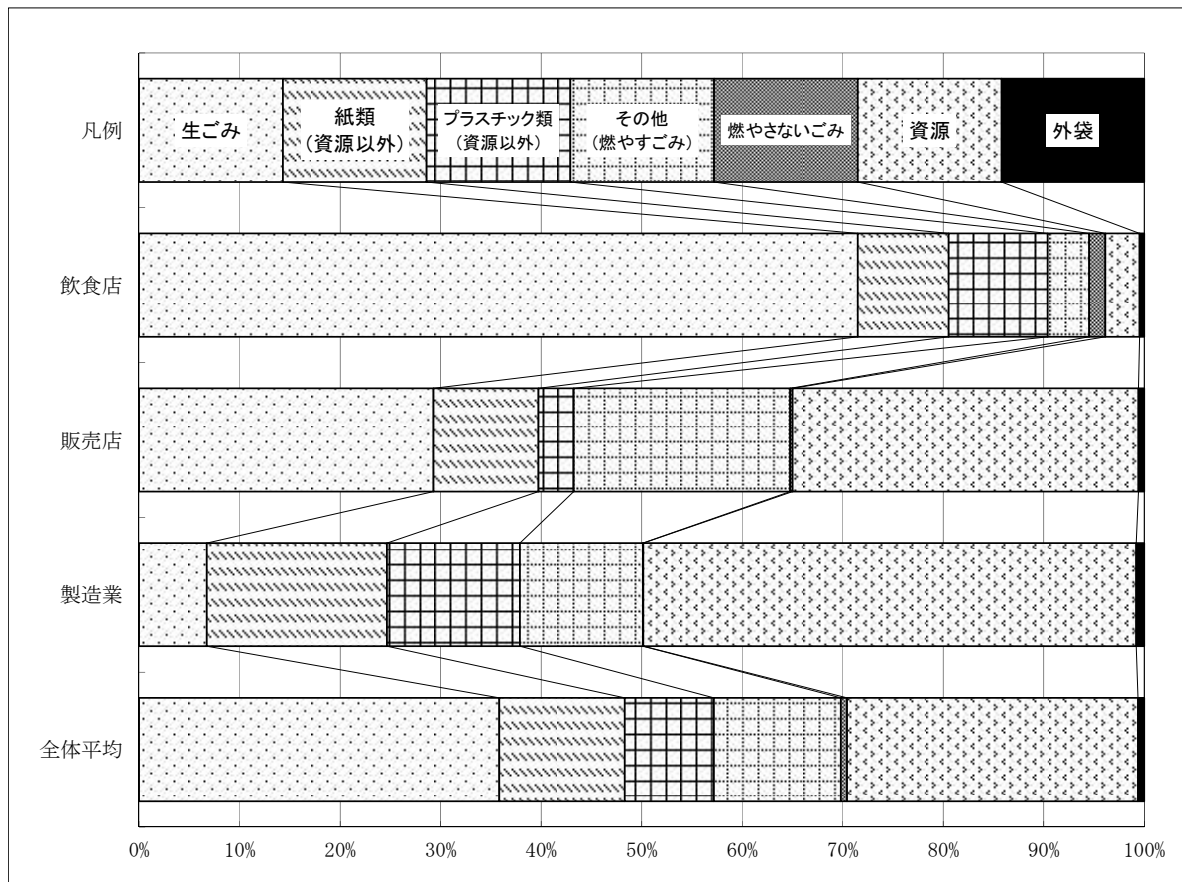 凡例
生ごみ
紙類
(資源以外)
プラスチック類
(資源以外)
その他
(燃やすごみ)
燃やさないごみ
資源
外袋
飲食店
販売店
製造業
全体平均
0% 10% 20% 30% 40% 50% 60% 70% 80% 90% 100%